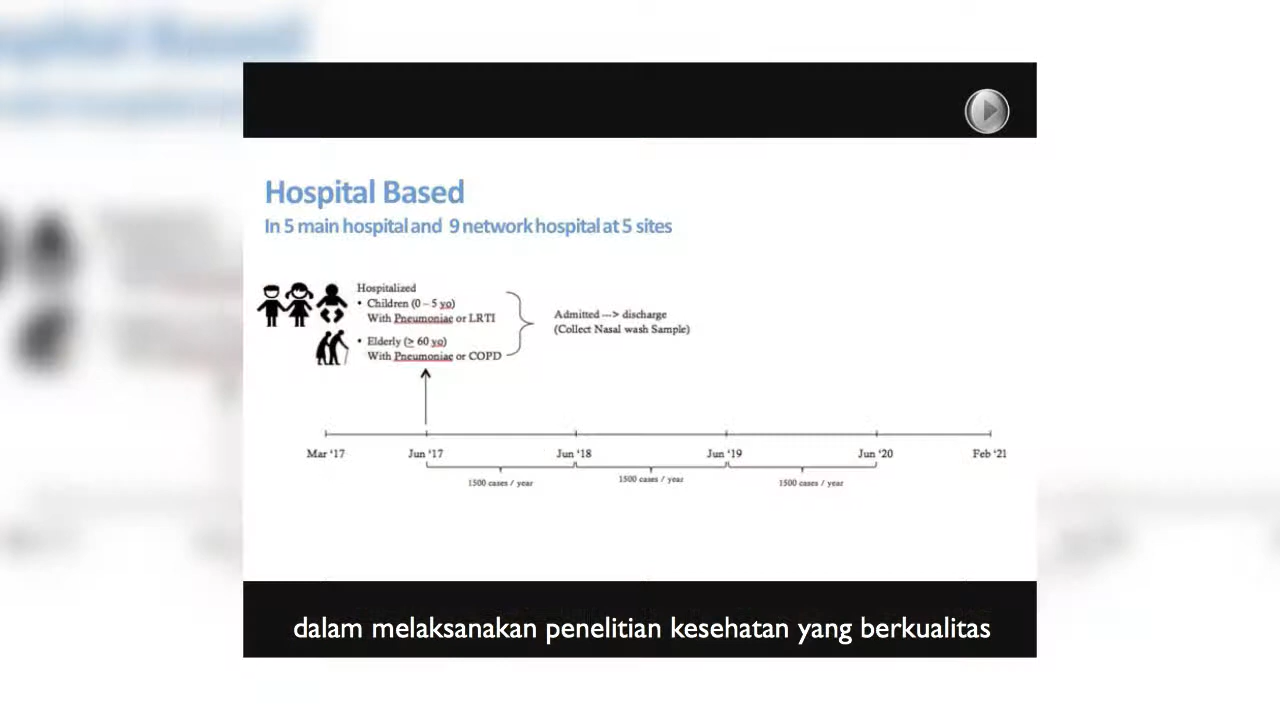 Hospital Based
In 5 main hospital and 9 network hospital at 5 sites
Hospitalized
• Children (0 – 5 yo)
With Pneumoniae or LRTI
• Elderly (≥ 60 yo)
With Pneumoniae or COPD
Admitted ---> discharge
(Collect Nasal wash Sample)
Mar '17
Jun '17
Jun '18
Jun '19
Jun '20
Feb '21
1500 cases / year
1500 cases / year
1500 cases / year
dalam melaksanakan penelitian kesehatan yang berkualitas